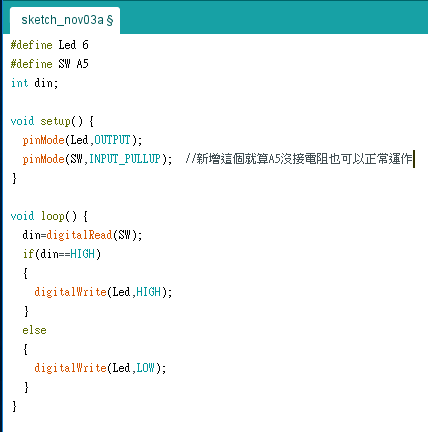 sketch_nov03a §
#define Led 6
#define SW A5
int din;
void setup() {
pinMode(Led,OUTPUT);
pinMode(SW,INPUT_PULLUP);  //新增這個就算A5沒接電阻也可以正常運作
}
void loop() {
din=digitalRead(SW);
if(din==HIGH)
{
digitalWrite(Led,HIGH);
}
else
{
digitalWrite(Led,LOW);
}
}